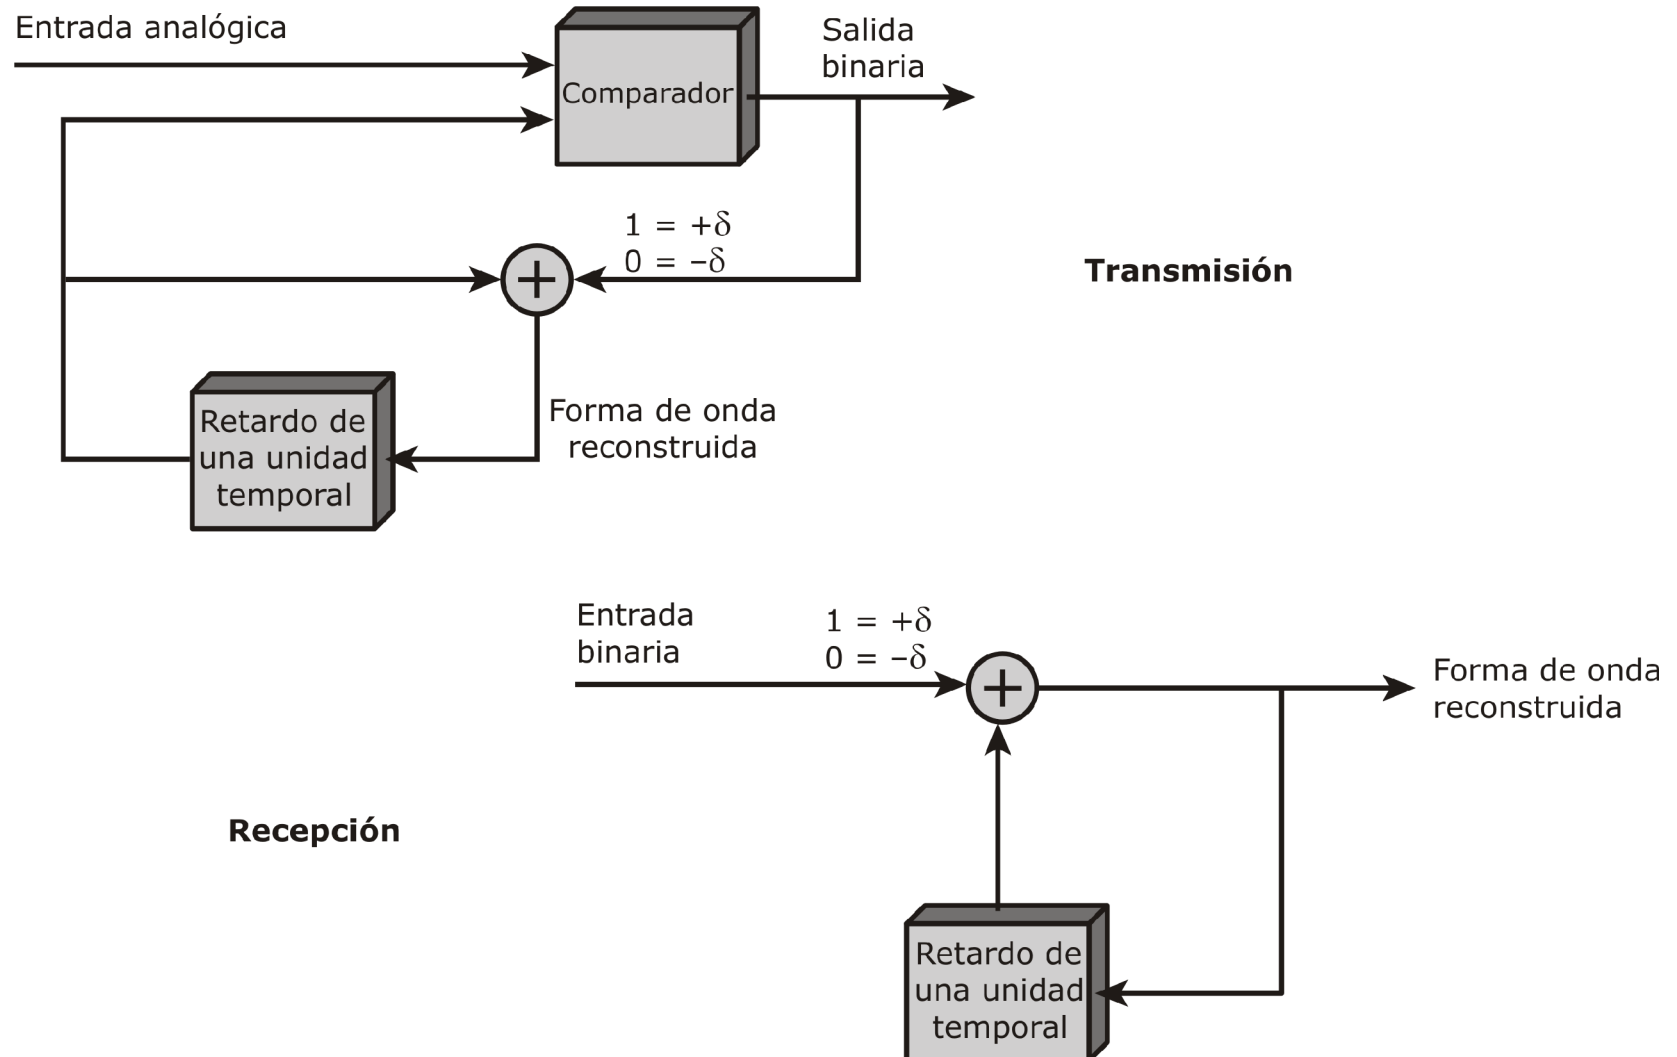 Entrada analógica
Salida
binaria
Comparador
1 = +δ
0 = −δ
Transmisión
Retardo de
una unidad
temporal
Forma de onda
reconstruida
Entrada
binaria
1 = +δ
0 = −δ
Forma de onda
reconstruida
Recepción
Retardo de
una unidad
temporal